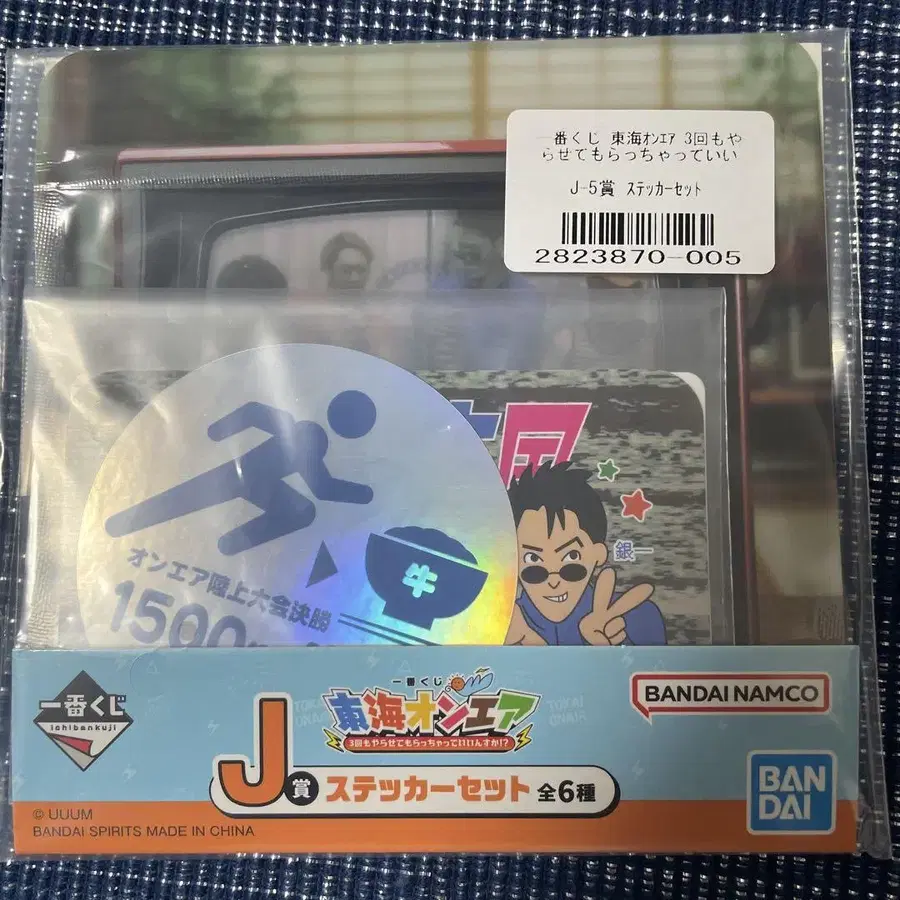 一番くじ 東海オンエア 3回もや
らせてもらっちゃっていい
J-5賞 ステッカーセット
2823870-005
銀一
オンエア陸上大会決勝
牛
1500
一番くじ
ichibankuji
一番くじ
東海オンエア
3回もやらせてもらっちゃっていいんすか!?
TOKAI
ONAIR
BANDAI NAMCO
J賞 ステッカーセット 全6種
BAN
DAI
© UUUM
BANDAI SPIRITS MADE IN CHINA